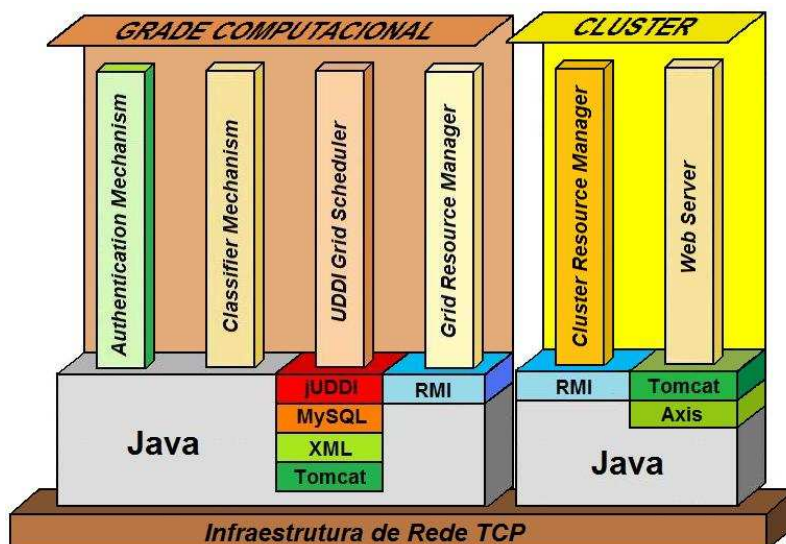 GRADE COMPUTACIONAL
CLUSTER
Authentication Mechanism
Classifier Mechanism
UDDI Grid Scheduler
Grid Resource Manager
Cluster Resource Manager
Web Server
jUDDI
RMI
RMI
Tomcat
MySQL
Axis
Java
XML
Java
Tomcat
Infraestrutura de Rede TCP